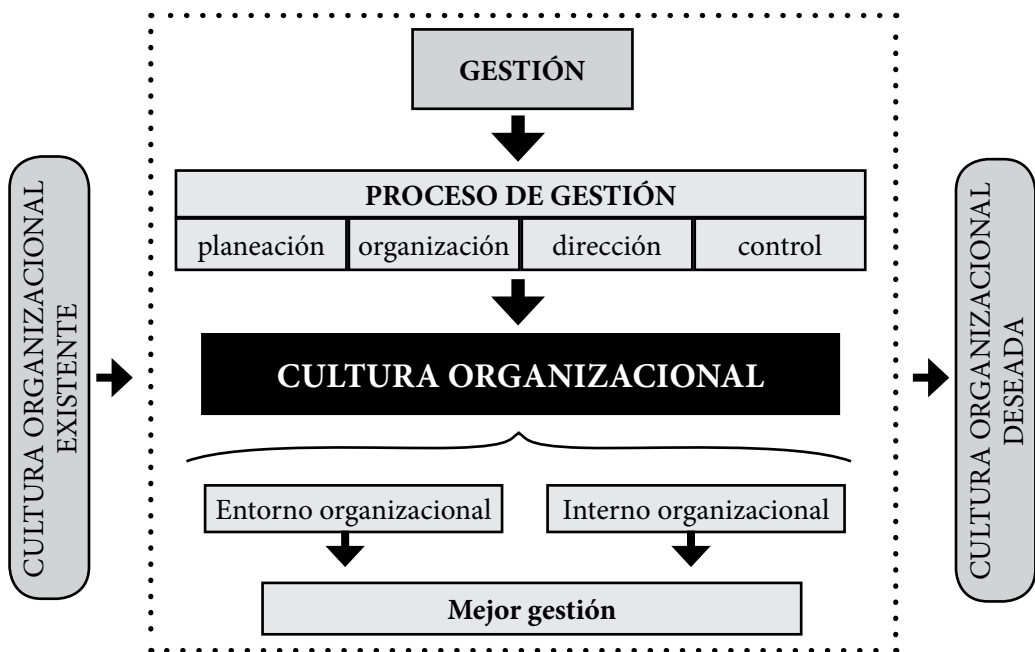 CULTURA ORGANIZACIONAL
EXISTENTE
GESTIÓN
PROCESO DE GESTIÓN
planeación organización dirección control
CULTURA ORGANIZACIONAL
Entorno organizacional Interno organizacional
Mejor gestión
CULTURA ORGANIZACIONAL
DESEADA